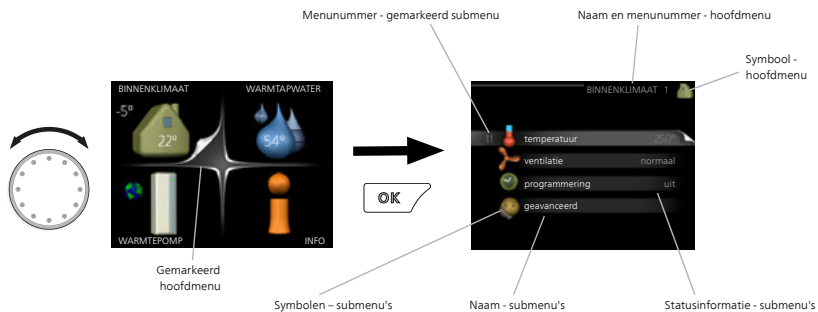 Menunummer - gemarkeerd submenu
Naam en menunummer - hoofdmenu
Symbool -
hoofdmenu
BINNENKLIMAAT
WARMTAPWATER
-5°
22°
54°
WARMTEPOMP
INFO
OK
BINNENKLIMAAT 1
1.1
temperatuur 25.0°
ventilatie normaal
programmering uit
geavanceerd
Gemarkeerd
hoofdmenu
Symbolen – submenu's
Naam - submenu's
Statusinformatie - submenu's